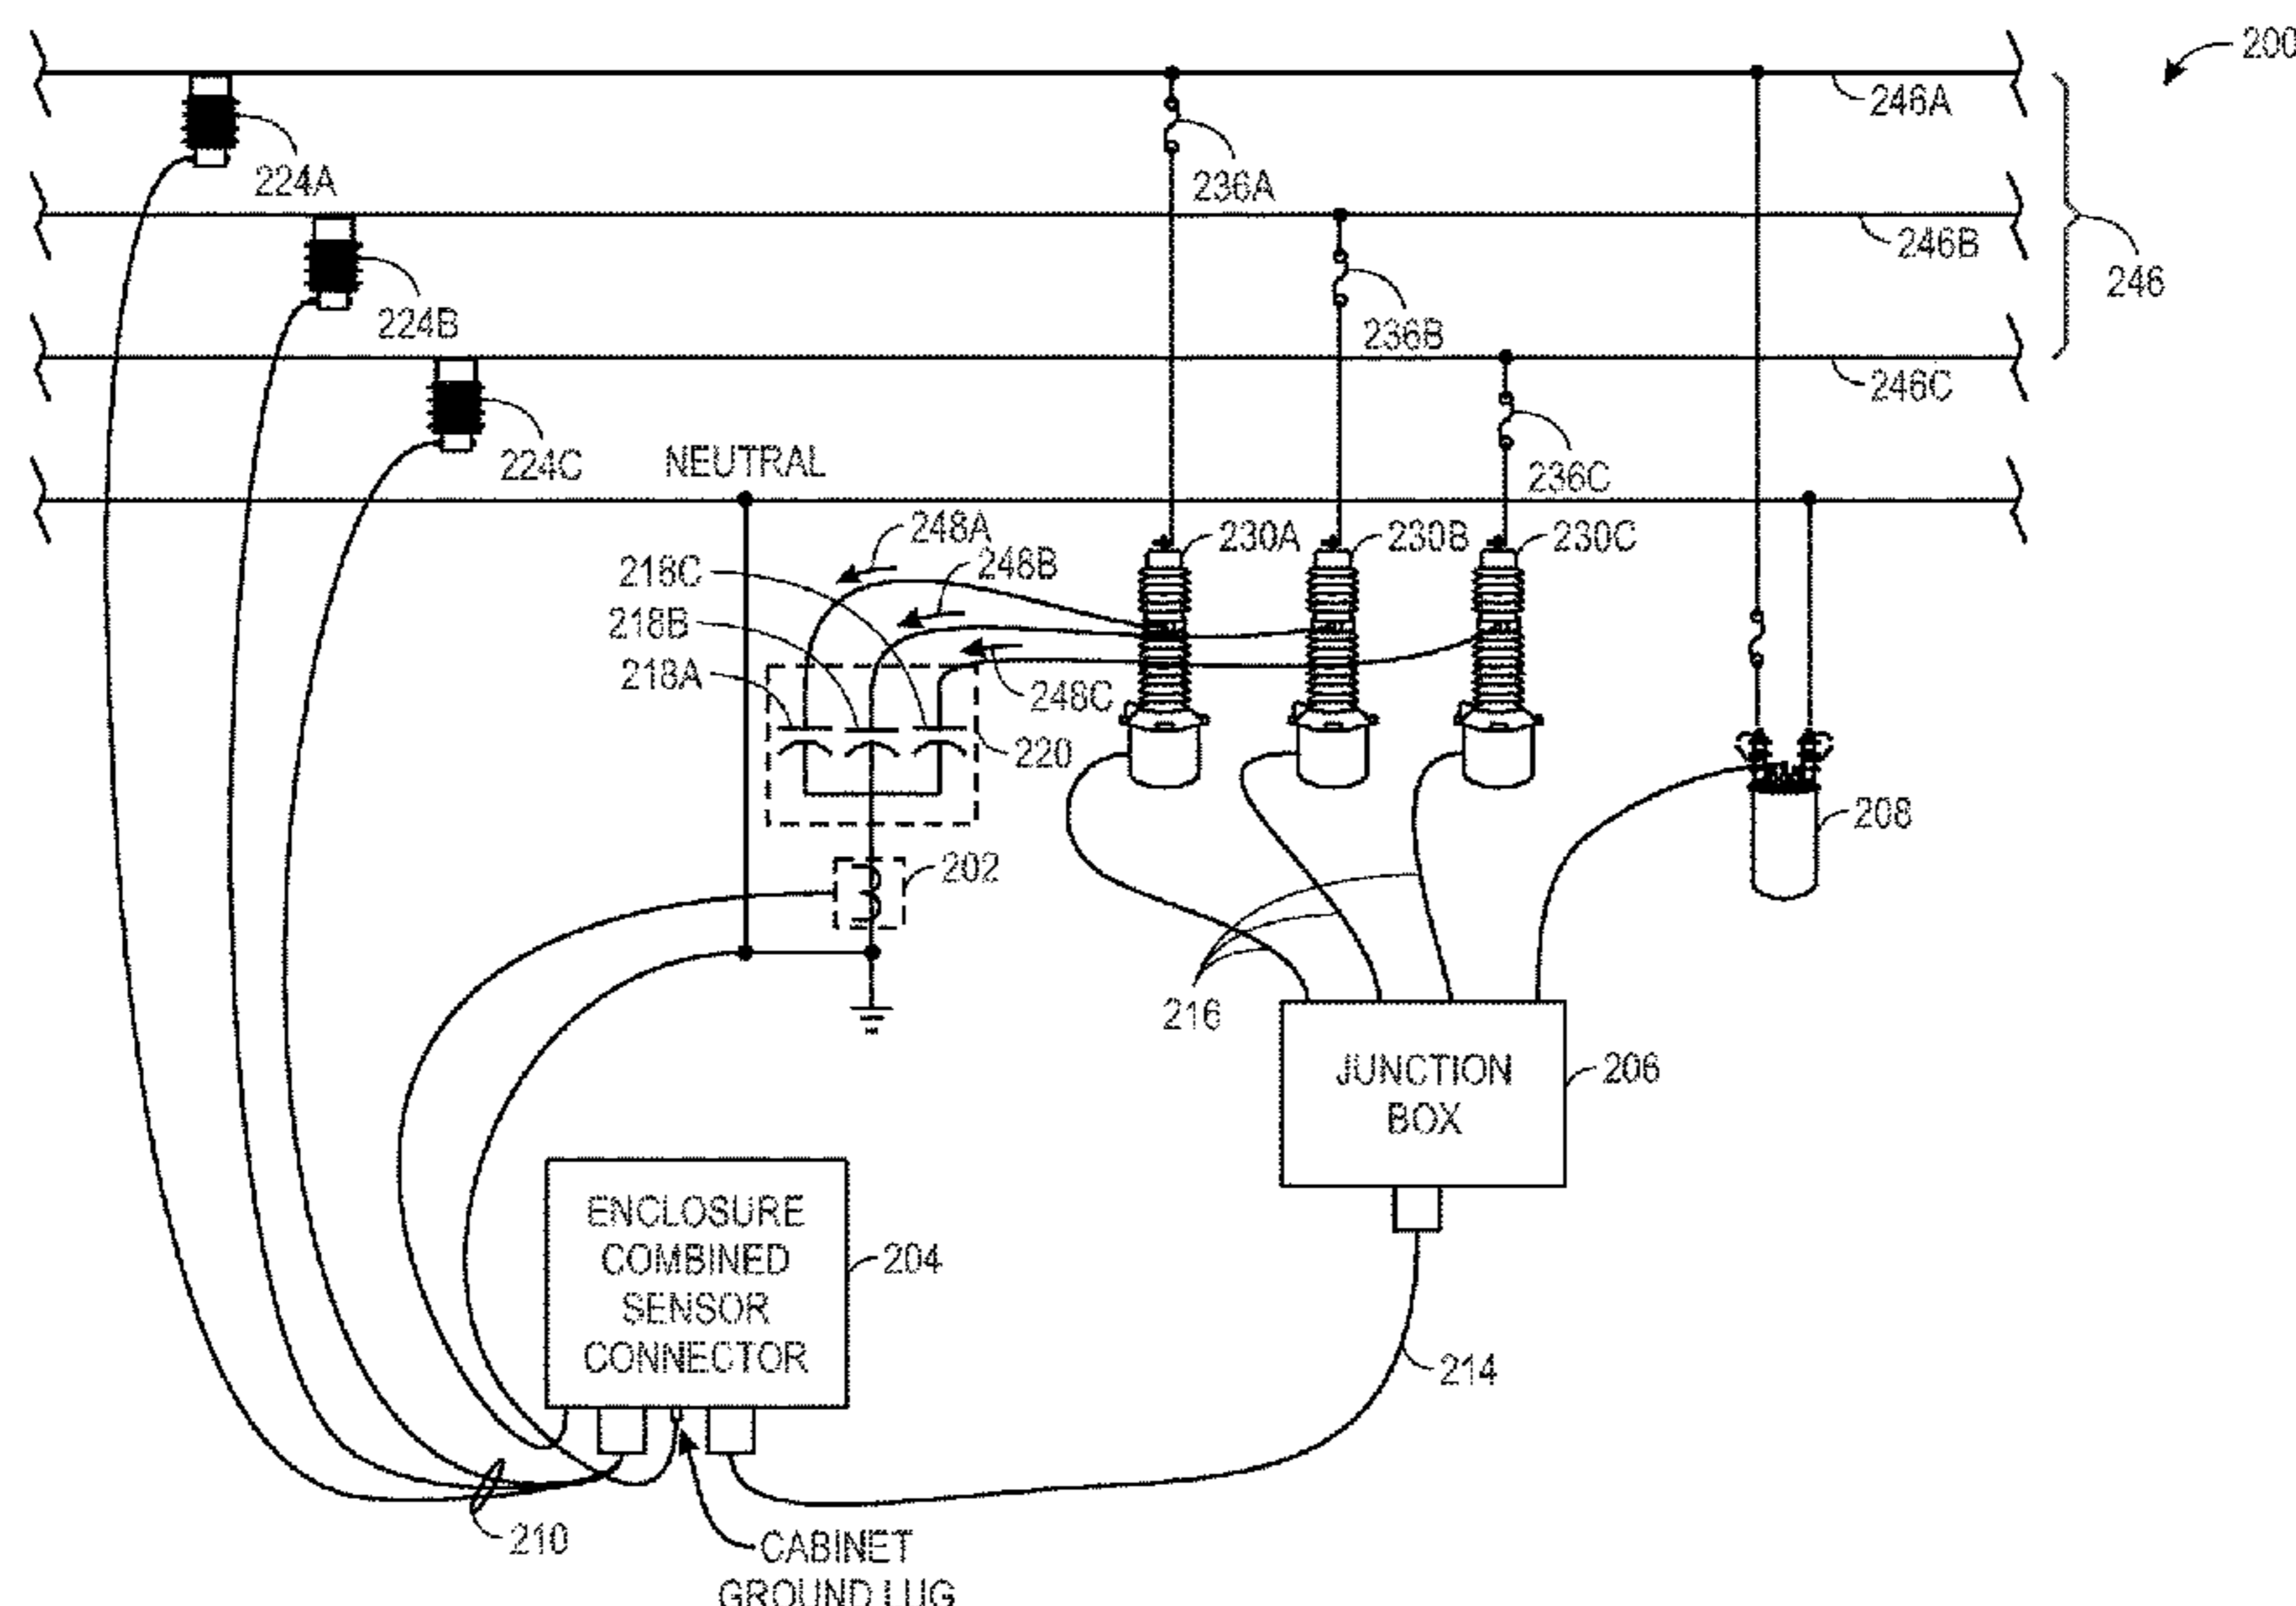 200
246A
224A
236A
246B
246
224B
236B
246C
224C
NEUTRAL
236C
248A
230A
230B
230C
218C
248B
218B
218A
248C
220
208
202
216
JUNCTION
BOX
206
ENCLOSURE
COMBINED
SENSOR
CONNECTOR
204
214
210
CABINET
GROUND LUG